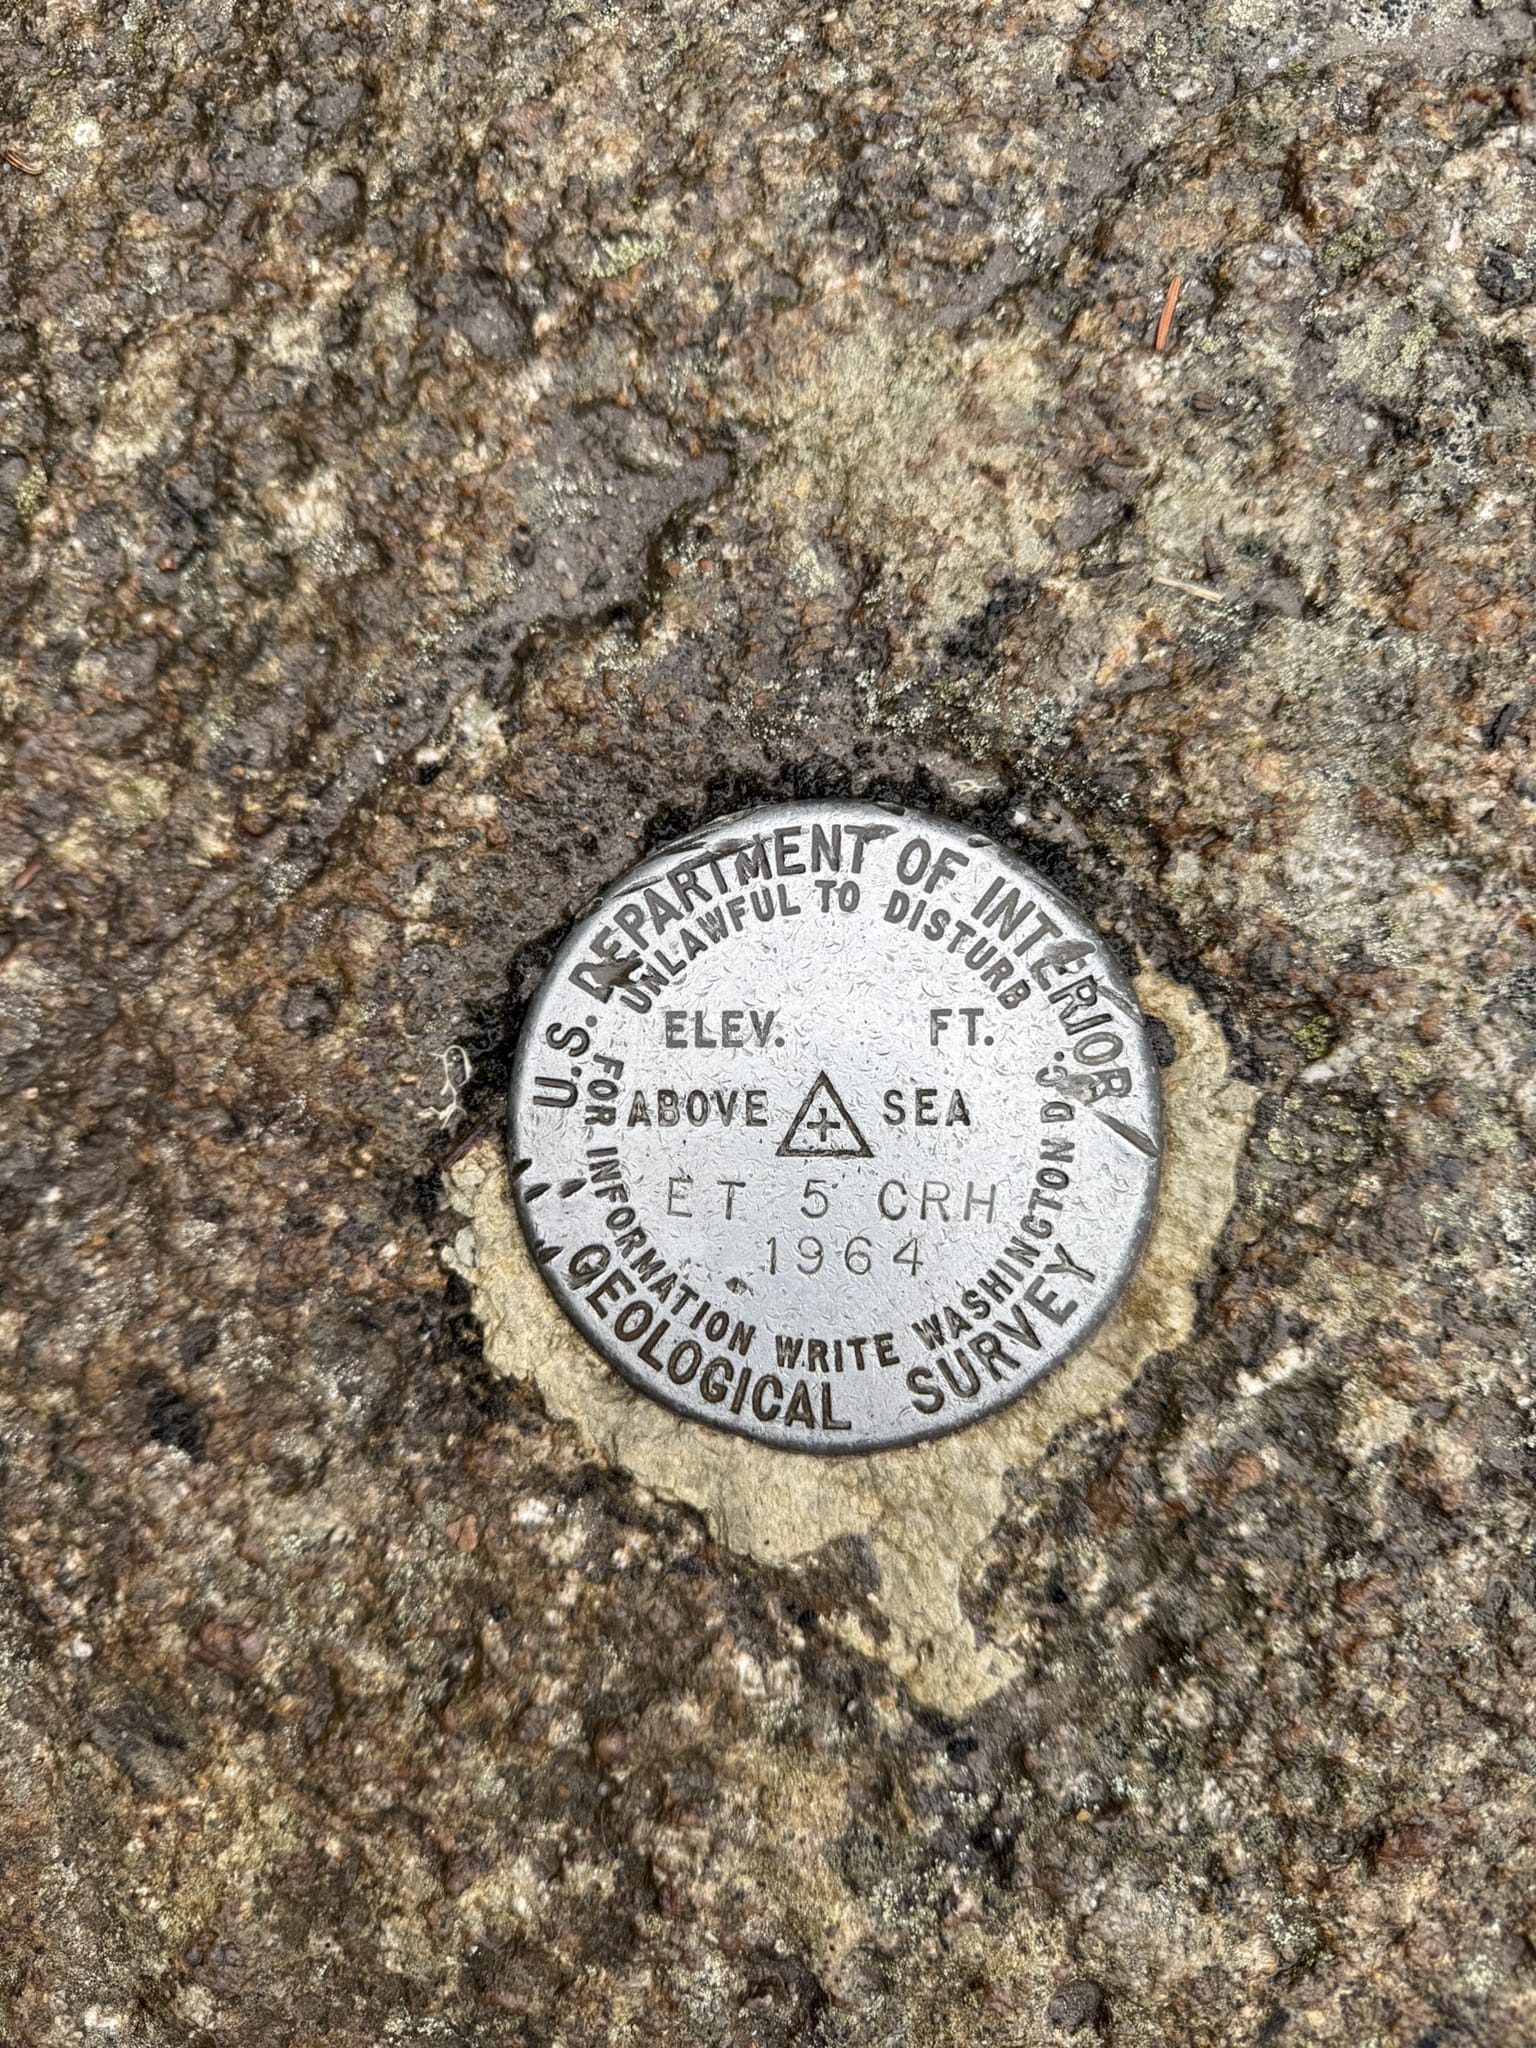 U.S. DEPARTMENT OF INTERIOR
UNLAWFUL TO DISTURB
ELEV. FT.
ABOVE SEA
ET 5 CRH
1964
FOR INFORMATION WRITE WASHINGTON D.C.
GEOLOGICAL SURVEY